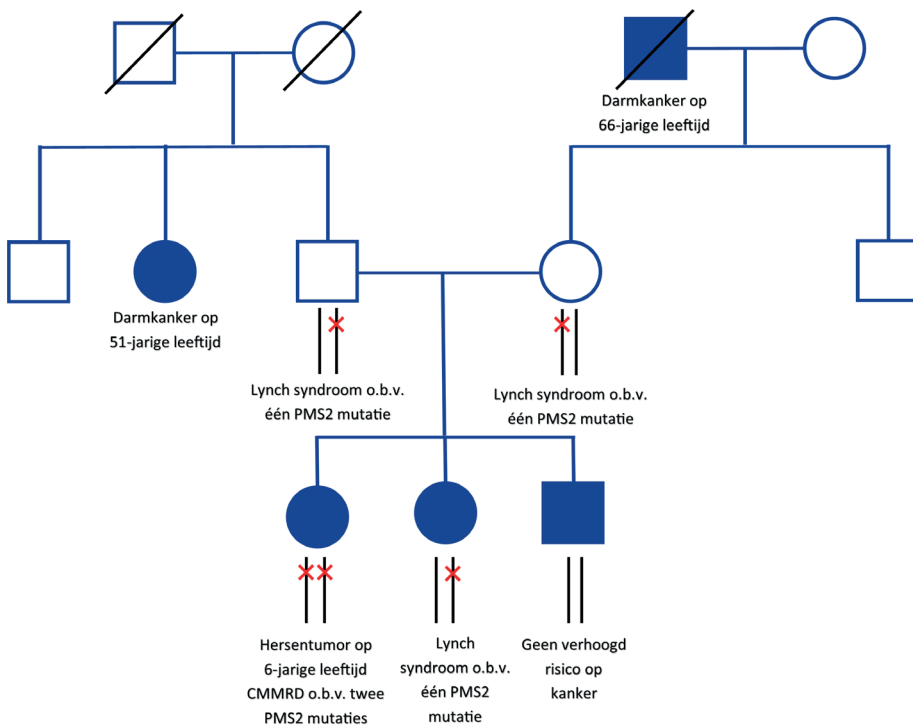 Darmkanker op
66-jarige leeftijd
Darmkanker op
51-jarige leeftijd
Lynch syndroom o.b.v.
één PMS2 mutatie
Lynch syndroom o.b.v.
één PMS2 mutatie
Hersentumor op
6-jarige leeftijd
CMMRD o.b.v. twee
PMS2 mutaties
Lynch
syndroom o.b.v.
één PMS2
mutatie
Geen verhoogd
risico op
kanker